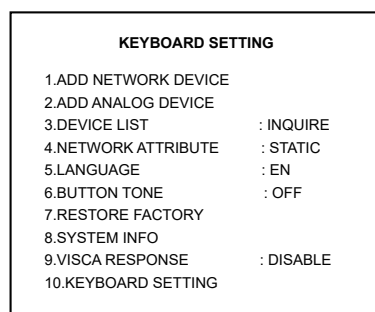 KEYBOARD SETTING
1.ADD NETWORK DEVICE
2.ADD ANALOG DEVICE
3.DEVICE LIST : INQUIRE
4.NETWORK ATTRIBUTE : STATIC
5.LANGUAGE : EN
6.BUTTON TONE : OFF
7.RESTORE FACTORY
8.SYSTEM INFO
9.VISCA RESPONSE : DISABLE
10.KEYBOARD SETTING